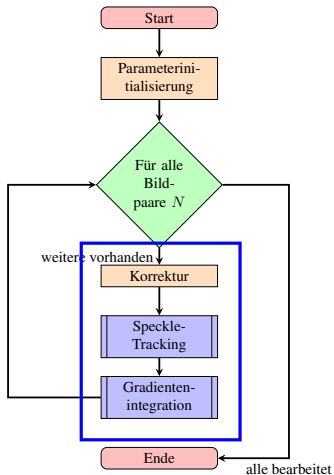 Start
Parameterini-
tialisierung
Für alle
Bild-
paare N
weitere vorhanden
Korrektur
Speckle-
Tracking
Gradienten-
integration
Ende
alle bearbeitet